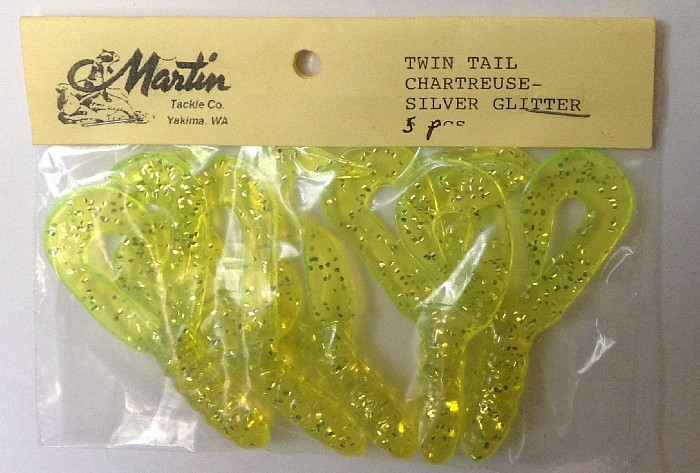 Martin
Tackle Co.
Yakima, WA
TWIN TAIL
CHARTREUSE-
SILVER GLITTER
5 pcs